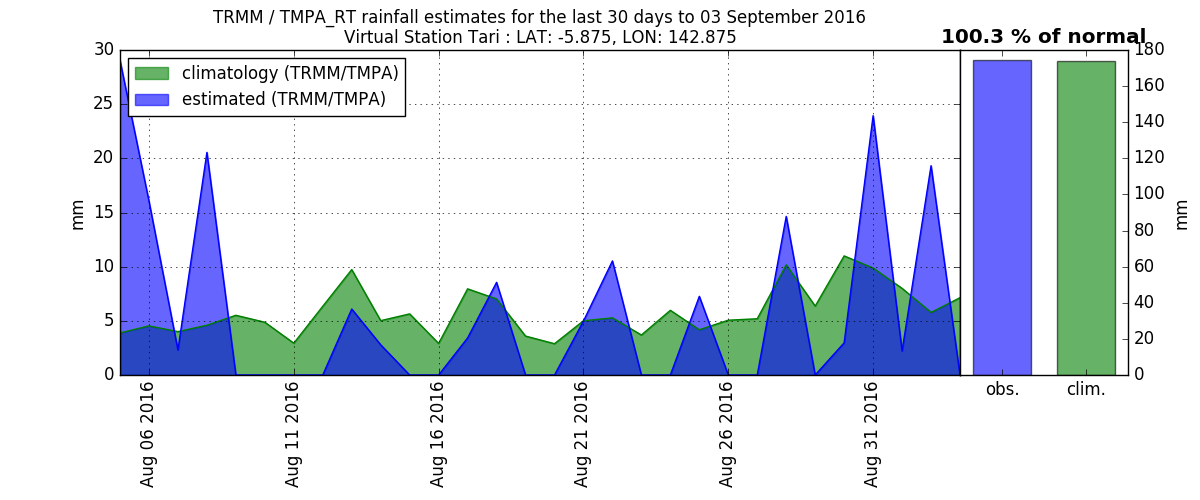 TRMM / TMPA_RT rainfall estimates for the last 30 days to 03 September 2016
Virtual Station Tari : LAT: -5.875, LON: 142.875
100.3 % of normal
climatology (TRMM/TMPA)
estimated (TRMM/TMPA)
30
25
20
15
10
5
0
mm
Aug 06 2016
Aug 11 2016
Aug 16 2016
Aug 21 2016
Aug 26 2016
Aug 31 2016
obs.
clim.
180
160
140
120
100
80
60
40
20
0
mm